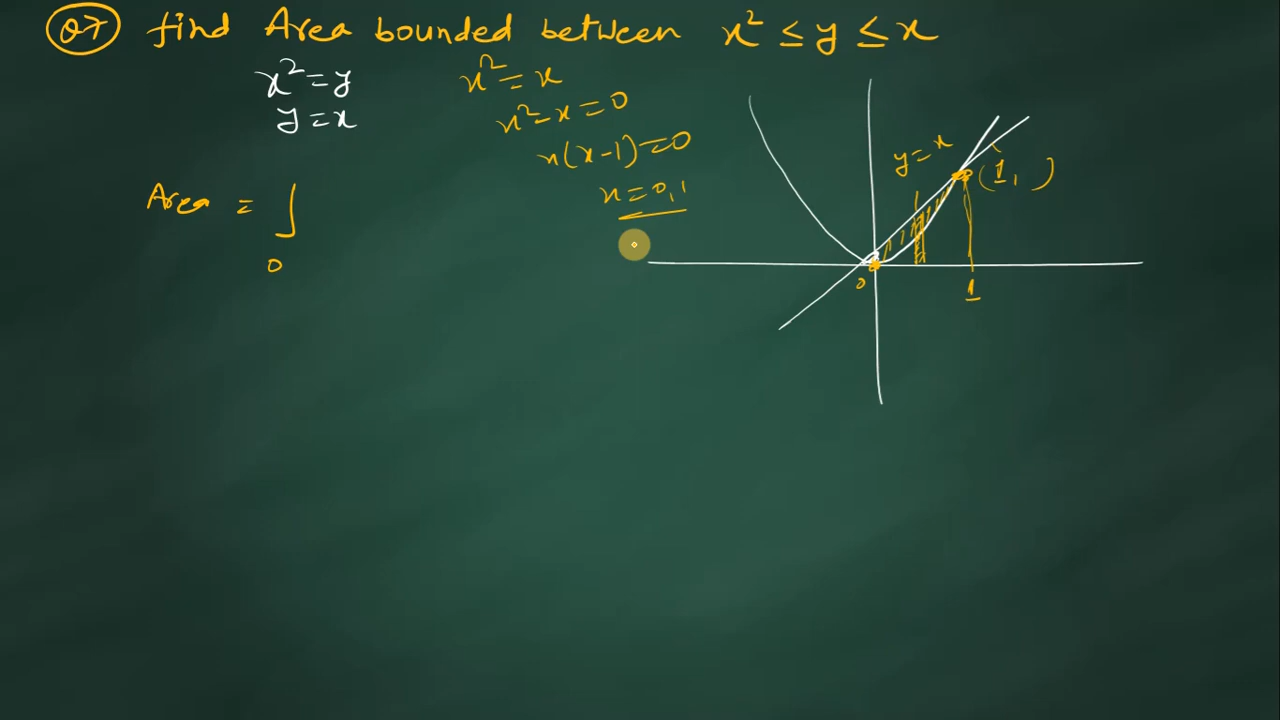 Q7 find Area bounded between x² ≤ y ≤ x
x² = y
y = x
x² = x
x² - x = 0
x(x-1) = 0
x = 0, 1
Area = ∫
0
y = x
(1, )
0
1